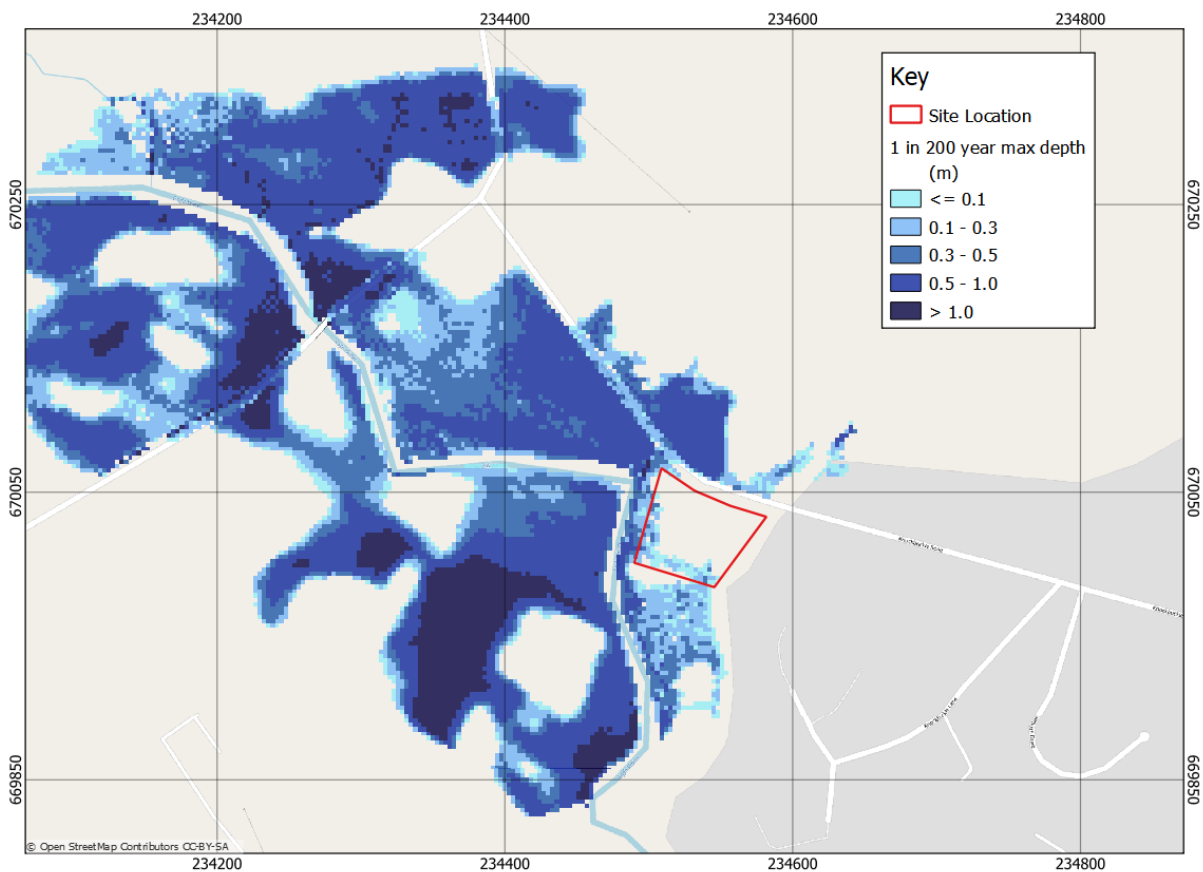 234200 234400 234600 234800
Key
Site Location
1 in 200 year max depth
(m)
<= 0.1
0.1 - 0.3
0.3 - 0.5
0.5 - 1.0
> 1.0
670250 670250
670050 670050
669850 669850
© OpenStreetMap Contributors CC-BY-SA
234200 234400 234600 234800